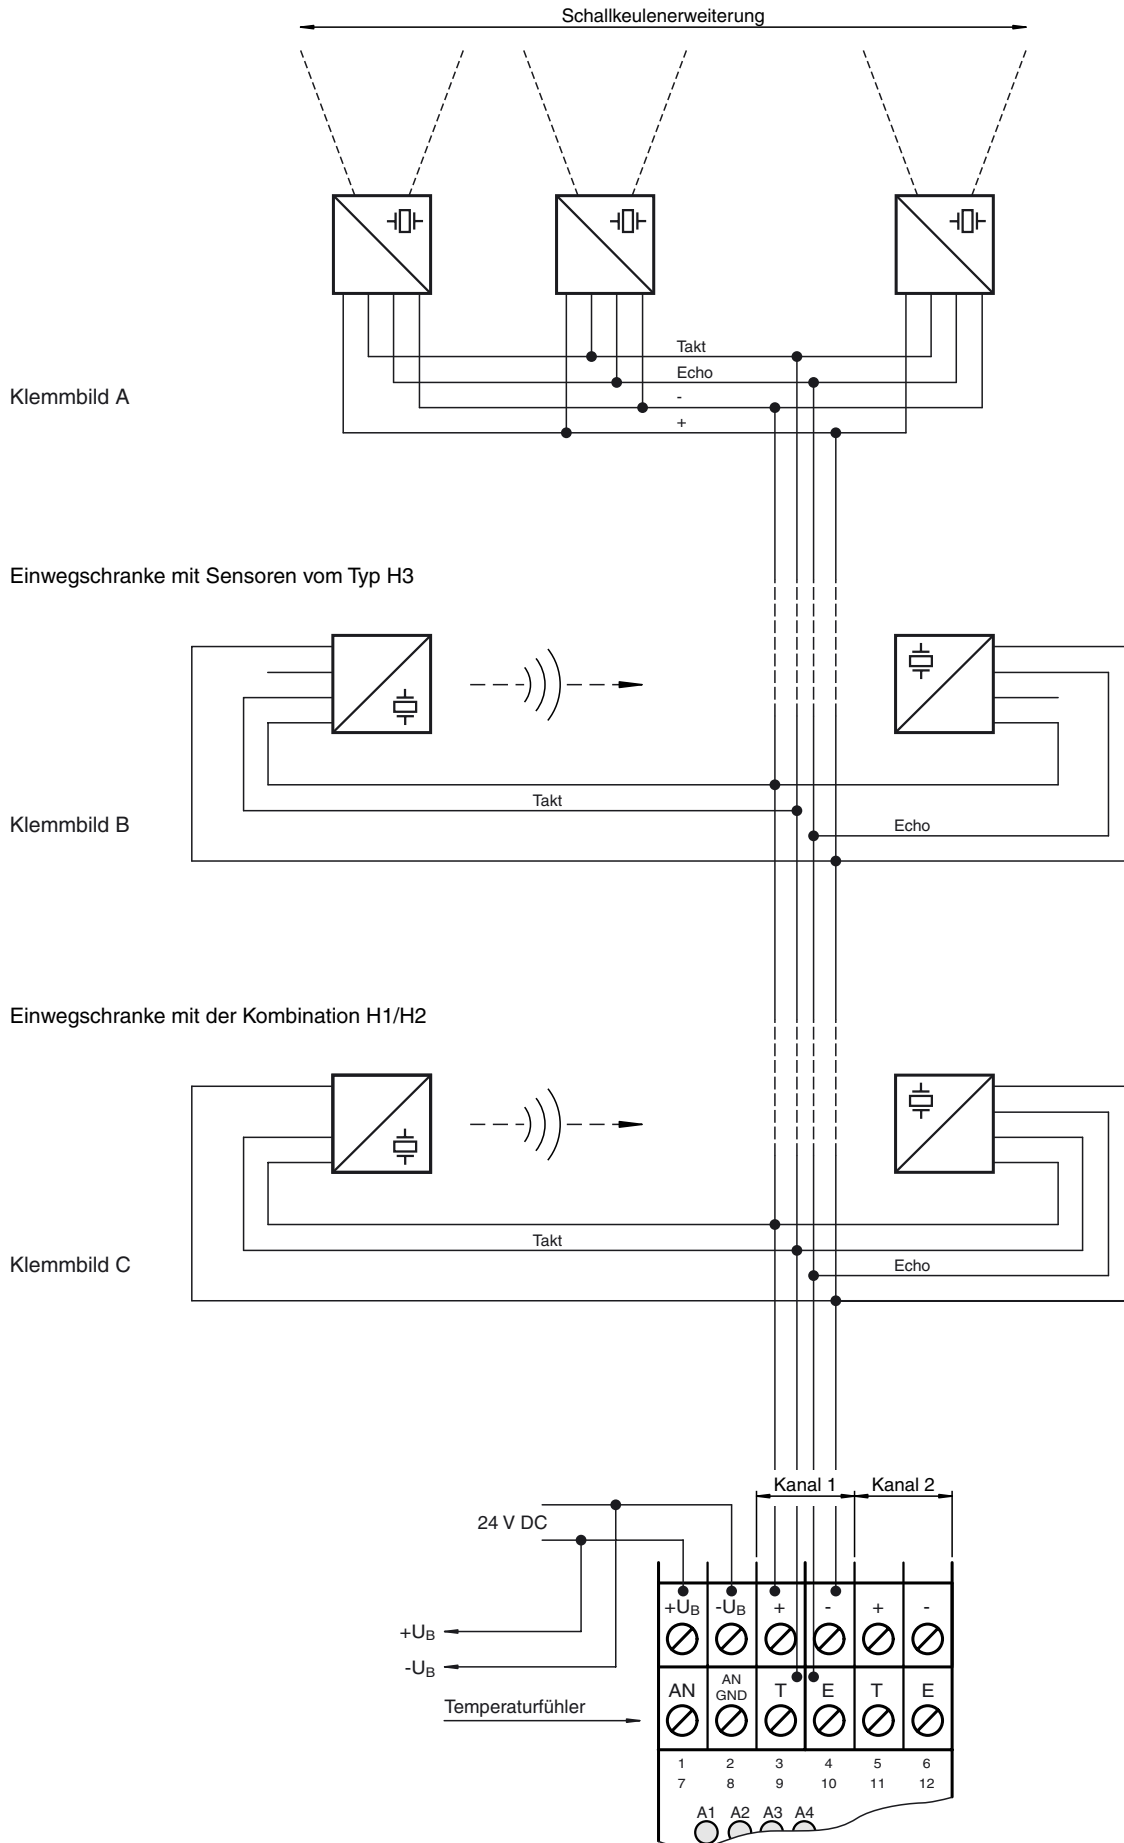 Schallkeulenerweiterung
Takt
Echo
-
+
Klemmbild A
Einwegschranke mit Sensoren vom Typ H3
Takt
Echo
Klemmbild B
Einwegschranke mit der Kombination H1/H2
Takt
Echo
Klemmbild C
Kanal 1 Kanal 2
24 V DC
+UB -UB + - + -
+UB
-UB
AN AN GND T E T E
Temperaturfühler
1 2 3 4 5 6
7 8 9 10 11 12
A1 A2 A3 A4